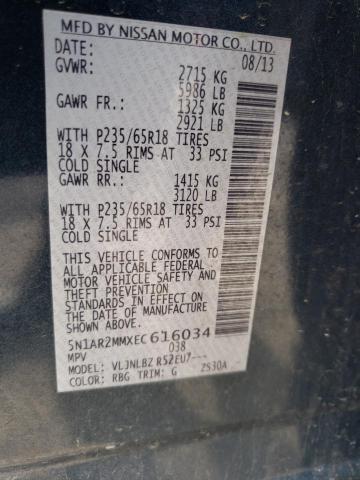 MFD BY NISSAN MOTOR CO., LTD.
DATE: 08/13
GVWR: 2715 KG
5986 LB
GAWR FR: 1325 KG
2921 LB
WITH P235/65R18 TIRES
18 X 7.5 RIMS AT 33 PSI
COLD SINGLE
GAWR RR: 1415 KG
3120 LB
WITH P235/65R18 TIRES
18 X 7.5 RIMS AT 33 PSI
COLD SINGLE
THIS VEHICLE CONFORMS TO
ALL APPLICABLE FEDERAL
MOTOR VEHICLE SAFETY AND
STANDARDS IN EFFECT ON
THE DATE OF MANUFACTURE
SHOWN ABOVE.
5N1AR2MMXEC616034
MPV 038
MODEL: VLJNLBZ R52EU7---
COLOR: RBG TRIM: G ZS30A